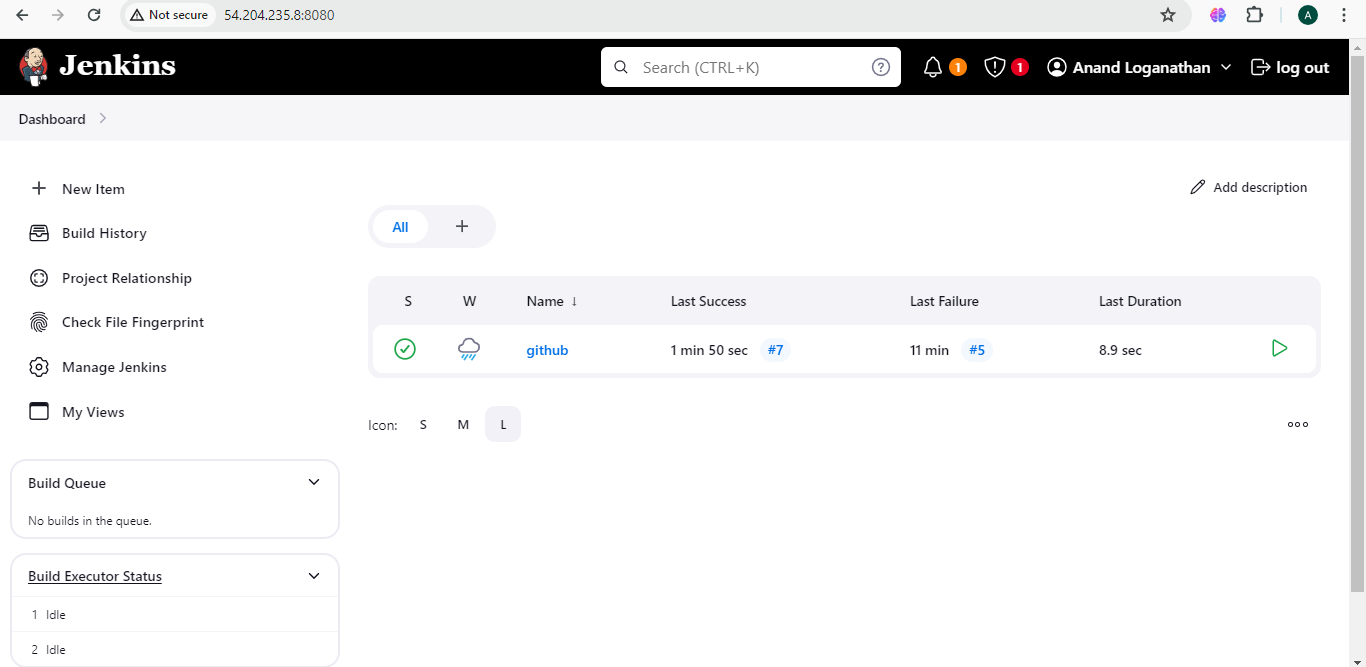 Not secure 54.204.235.8:8080 A
Jenkins Search (CTRL+K) ? 1 1 Anand Loganathan log out
Dashboard
New Item
Build History
Project Relationship
Check File Fingerprint
Manage Jenkins
My Views
Build Queue
No builds in the queue.
Build Executor Status
1 Idle
2 Idle
Add description
All +
S W Name ↓ Last Success Last Failure Last Duration
github 1 min 50 sec #7 11 min #5 8.9 sec
Icon: S M L